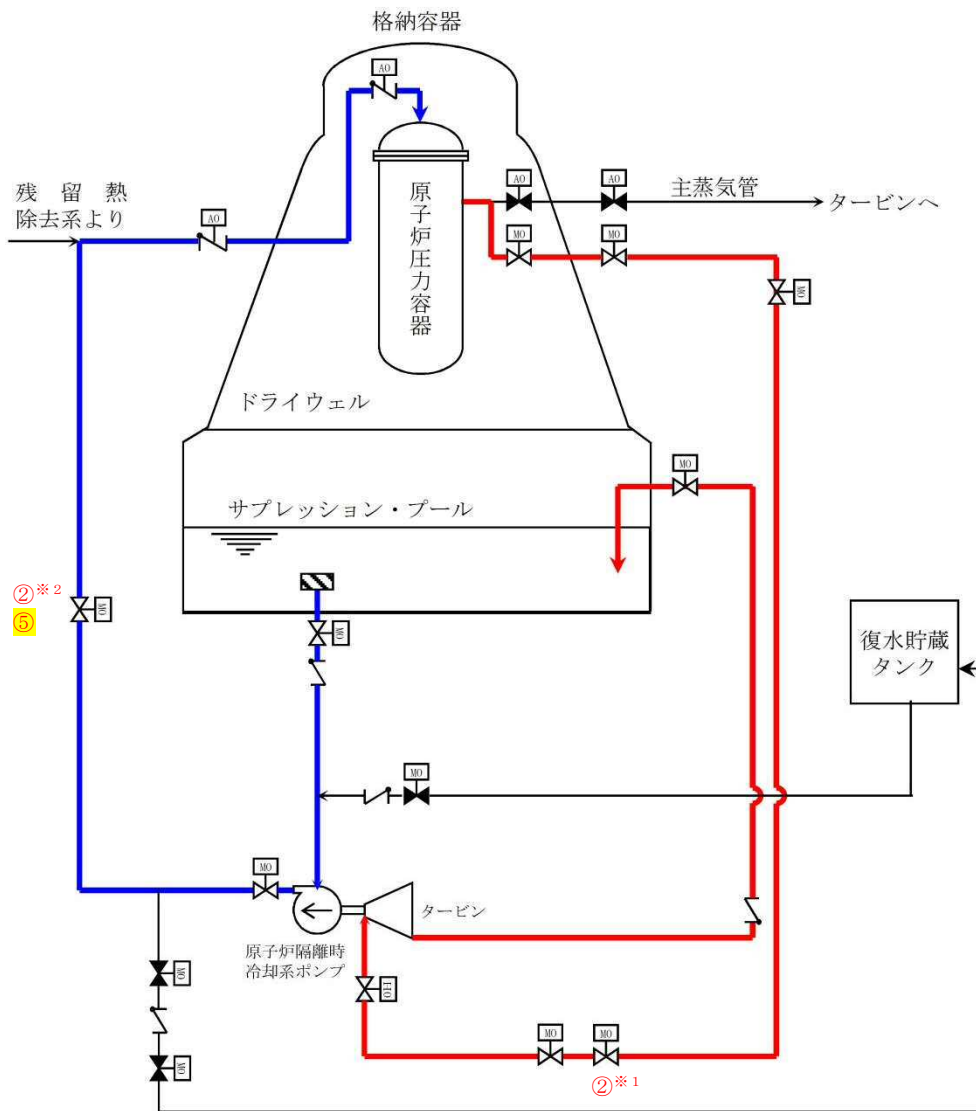 格納容器
AO
残留熱
除去系より
AO
原子炉圧力容器
AO
AO
主蒸気管
タービンへ
MO
MO
MO
ドライウェル
MO
サプレッション・プール
②※2
⑤
MO
MO
復水貯蔵
タンク
MO
MO
タービン
原子炉隔離時
冷却系ポンプ
MO
HO
MO
MO
②※1
MO